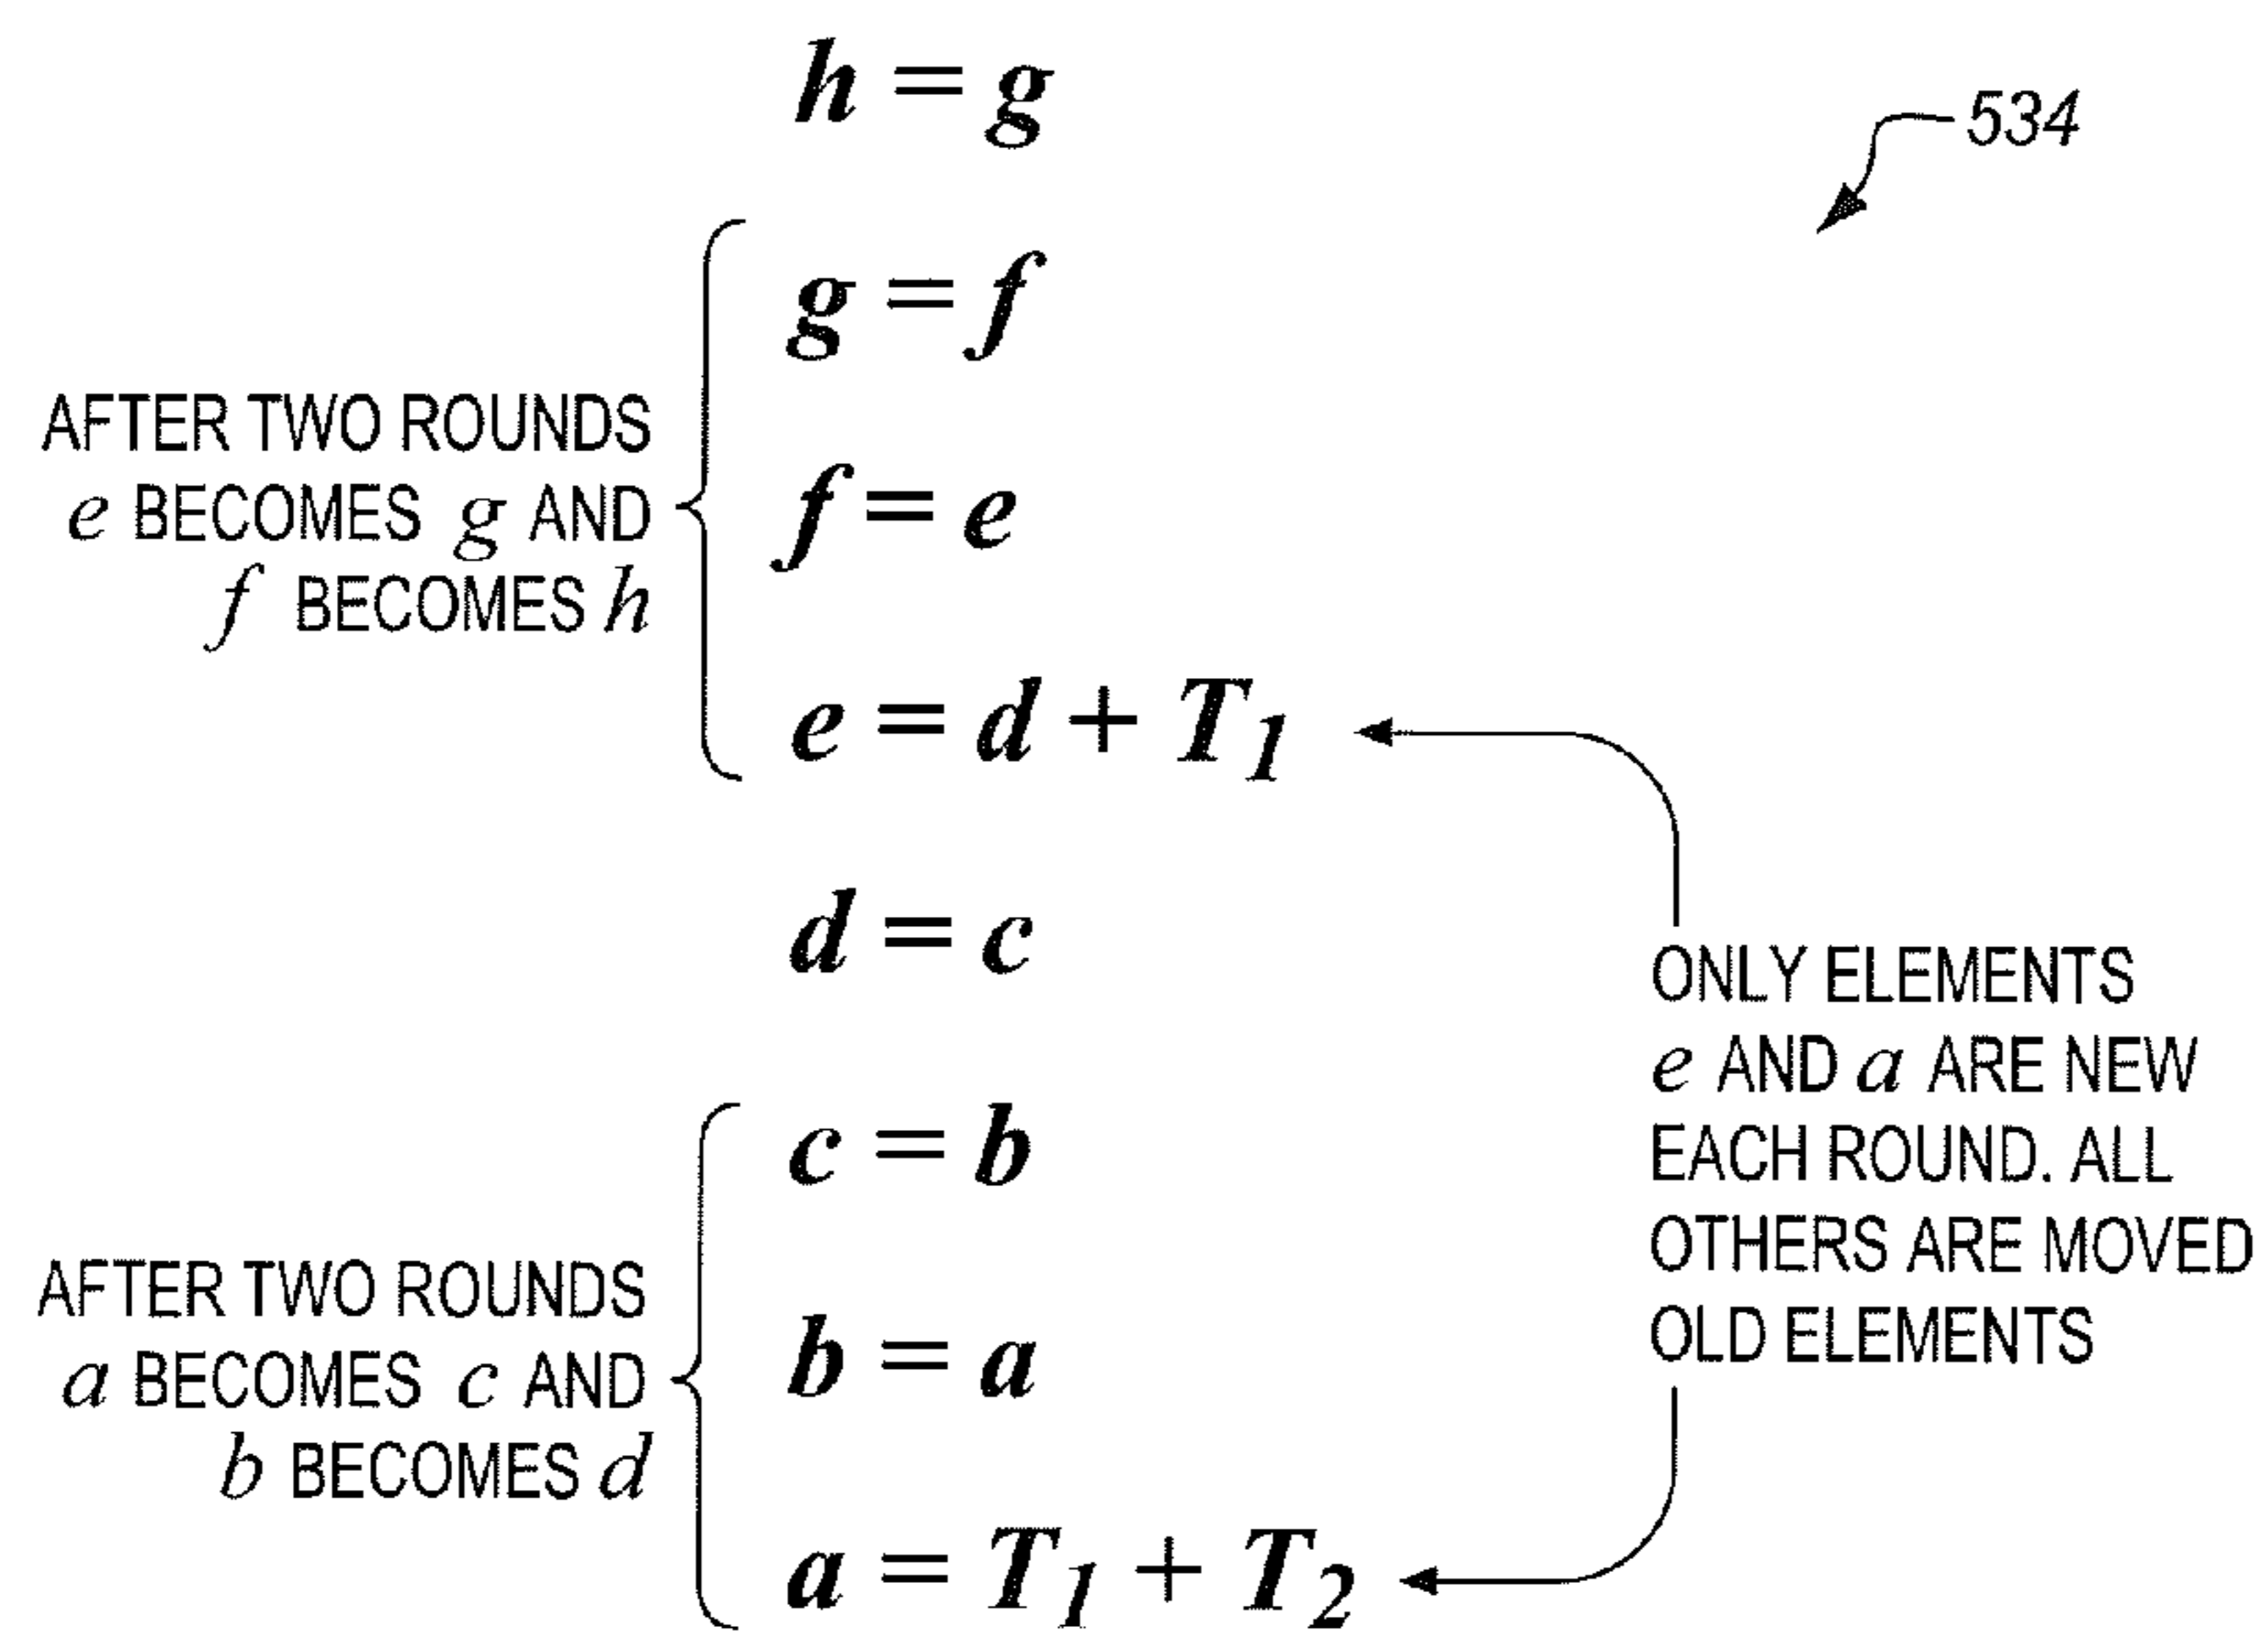 h = g
534
g = f
AFTER TWO ROUNDS
e BECOMES g AND
f BECOMES h
f = e
e = d + T₁
d = c
ONLY ELEMENTS
e AND a ARE NEW
EACH ROUND. ALL
OTHERS ARE MOVED
OLD ELEMENTS
c = b
AFTER TWO ROUNDS
a BECOMES c AND
b BECOMES d
b = a
a = T₁ + T₂